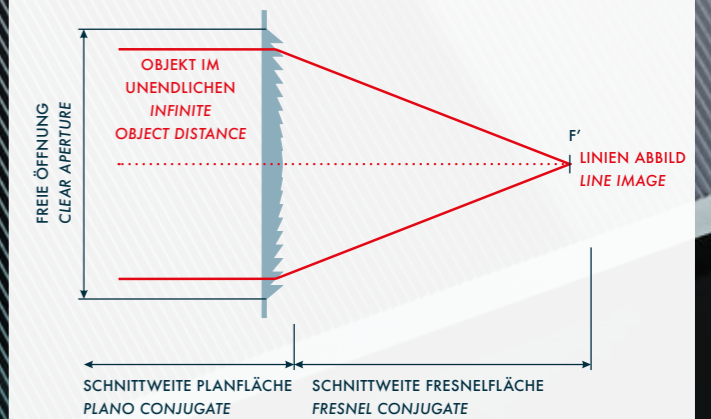 OBJEKT IM
UNENDLICHEN
INFINITE
OBJECT DISTANCE
FREIE ÖFFNUNG
CLEAR APERTURE
F’
LINIEN ABBILD
LINE IMAGE
SCHNITTWEITE PLANFLÄCHE
PLANO CONJUGATE
SCHNITTWEITE FRESNELFLÄCHE
FRESNEL CONJUGATE